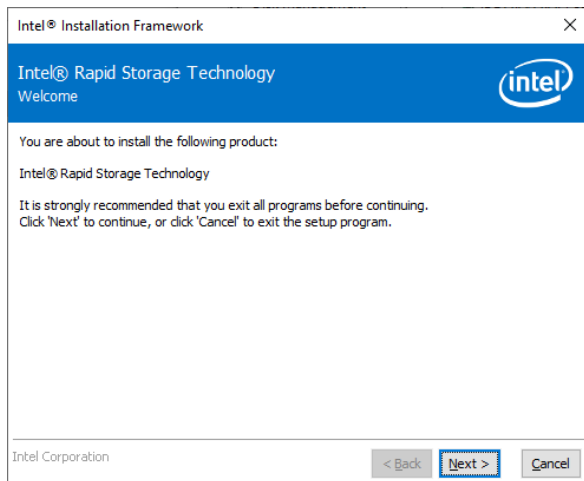 Intel® Installation Framework
Intel® Rapid Storage Technology
Welcome
intel®
You are about to install the following product:
Intel® Rapid Storage Technology
It is strongly recommended that you exit all programs before continuing.
Click 'Next' to continue, or click 'Cancel' to exit the setup program.
Intel Corporation
< Back
Next >
Cancel